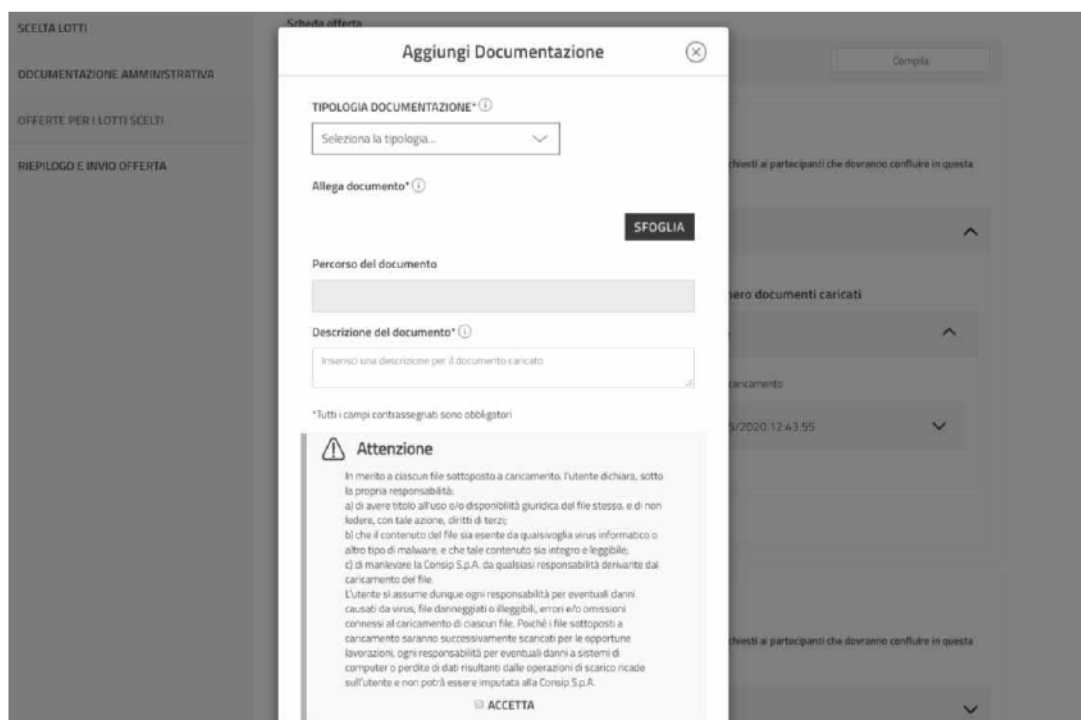 SCELTA LOTTI
DOCUMENTAZIONE AMMINISTRATIVA
OFFERTE PER I LOTTI SCELTI
RIEPILOGO E INVIO OFFERTA
Scheda offerta
Compila
Aggiungi Documentazione
TIPOLOGIA DOCUMENTAZIONE*
Seleziona la tipologia...
Allega documento*
SFOGLIA
Percorso del documento
Descrizione del documento*
Inserisci una descrizione per il documento caricato
*Tutti i campi contrassegnati sono obbligatori
Attenzione
In merito a ciascun file sottoposto a caricamento, l'utente dichiara, sotto
la propria responsabilità:
a) di avere titolo all'uso e/o disponibilità giuridica del file stesso, e di non
ledere, con tale azione, diritti di terzi;
b) che il contenuto del file sia esente da qualsivoglia virus informatico o
altro tipo di malware, e che tale contenuto sia integro e leggibile;
c) di manlevare la Consip S.p.A. da qualsiasi responsabilità derivante dal
caricamento del file.
L'utente si assume dunque ogni responsabilità per eventuali danni
causati da virus, file danneggiati o illeggibili, errori e/o omissioni
connessi al caricamento di ciascun file. Poichè i file sottoposti a
caricamento saranno successivamente scaricati per le opportune
lavorazioni, ogni responsabilità per eventuali danni a sistemi di
computer o perdite di dati risultanti dalle operazioni di scarico ricade
sull'utente e non potrà essere imputata alla Consip S.p.A.
ACCETTA
chiesti ai partecipanti che dovranno confluire in questa
mero documenti caricati
caricamento
5/2020 12:43:55
chiesti ai partecipanti che dovranno confluire in questa